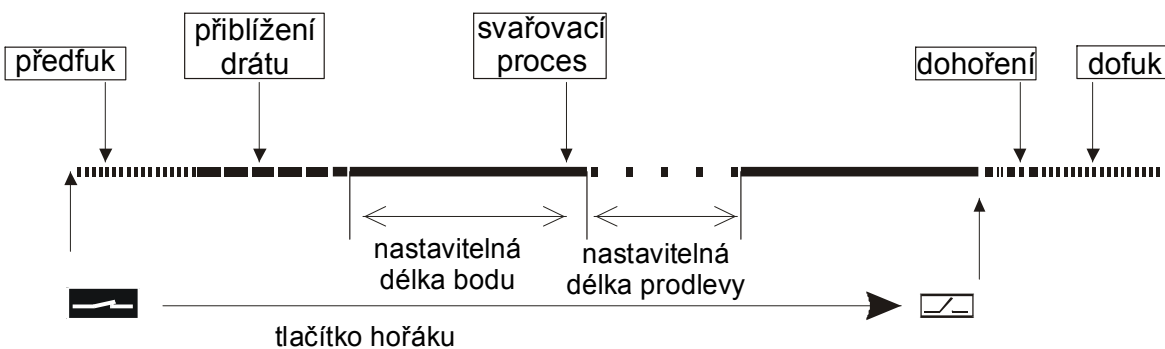 předfuk
přiblížení
drátu
svařovací
proces
dohoření
dofuk
nastavitelná
délka bodu
nastavitelná
délka prodlevy
tlačítko hořáku